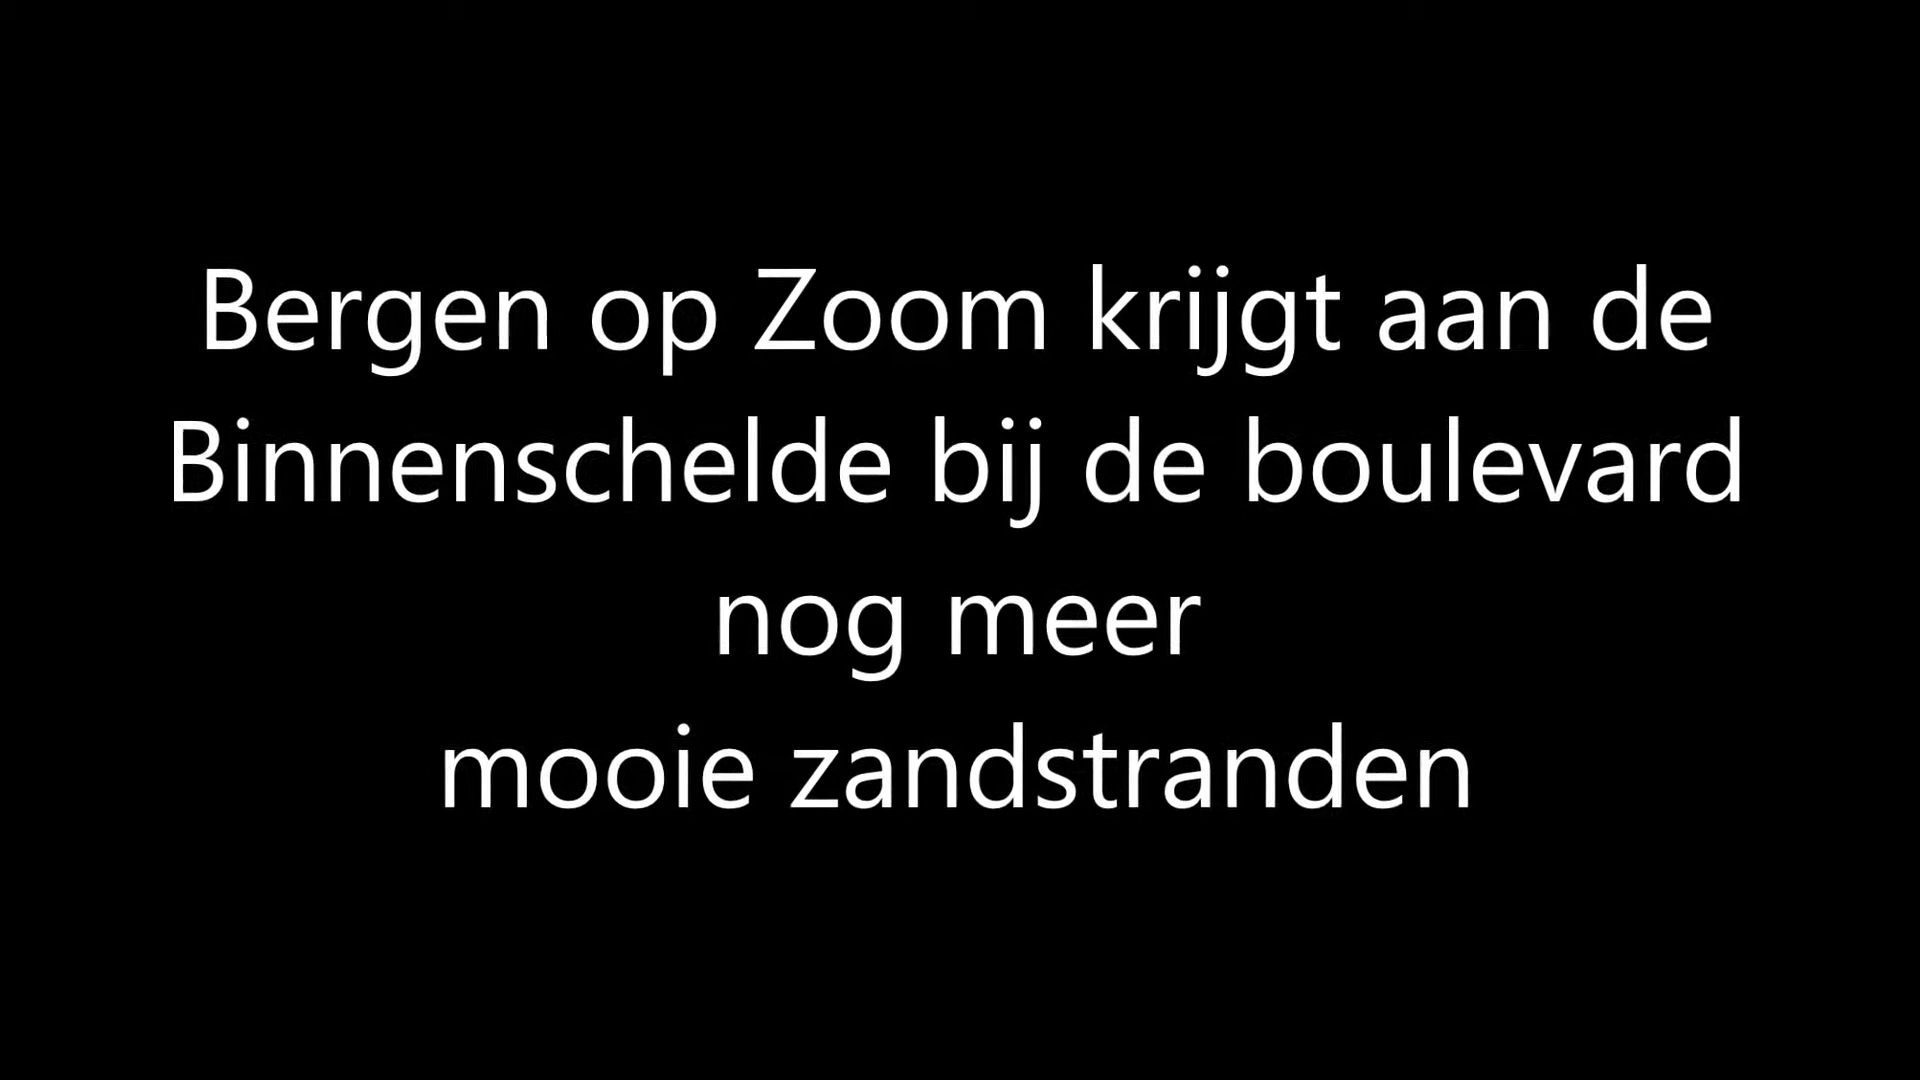 Bergen op Zoom krijgt aan de
Binnenschelde bij de boulevard
nog meer
mooie zandstranden